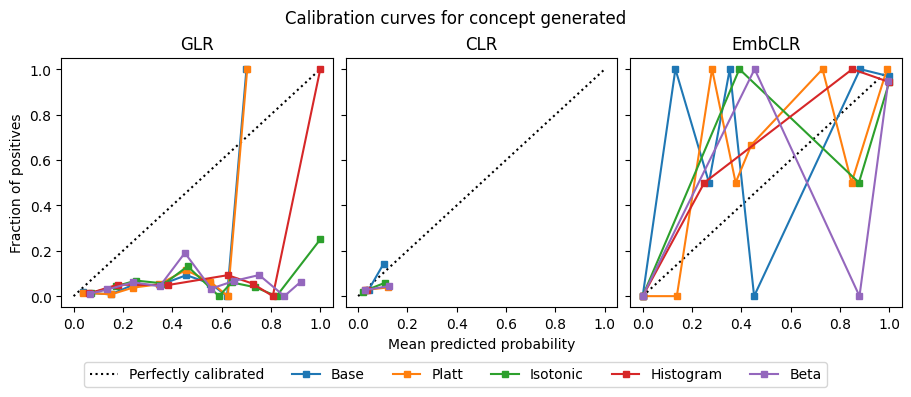 Calibration curves for concept generated
GLR
CLR
EmbCLR
Fraction of positives
1.0
0.8
0.6
0.4
0.2
0.0
0.0 0.2 0.4 0.6 0.8 1.0
0.0 0.2 0.4 0.6 0.8 1.0
0.0 0.2 0.4 0.6 0.8 1.0
Mean predicted probability
Perfectly calibrated Base Platt Isotonic Histogram Beta